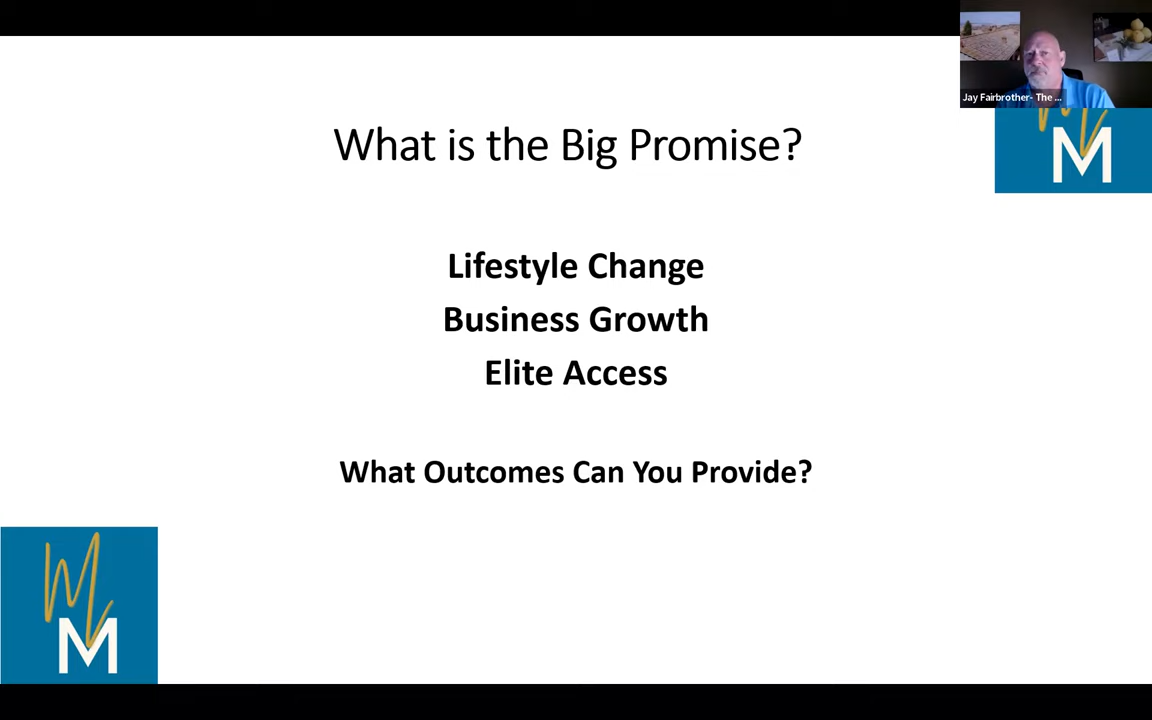 Jay Fairbrother- The ...
What is the Big Promise?
M
M
Lifestyle Change
Business Growth
Elite Access
What Outcomes Can You Provide?
M
M